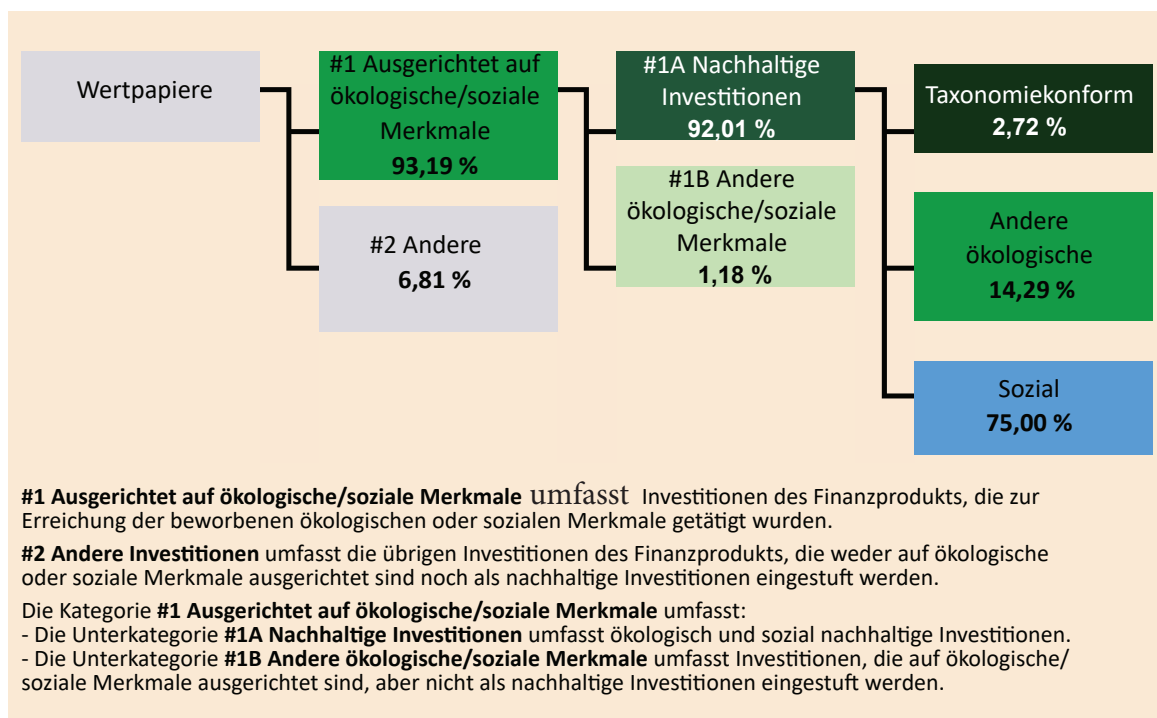 Wertpapiere
#1 Ausgerichtet auf
ökologische/soziale
Merkmale
93,19 %
#2 Andere
6,81 %
#1A Nachhaltige
Investitionen
92,01 %
#1B Andere
ökologische/soziale
Merkmale
1,18 %
Taxonomiekonform
2,72 %
Andere
ökologische
14,29 %
Sozial
75,00 %
#1 Ausgerichtet auf ökologische/soziale Merkmale umfasst Investitionen des Finanzprodukts, die zur
Erreichung der beworbenen ökologischen oder sozialen Merkmale getätigt wurden.
#2 Andere Investitionen umfasst die übrigen Investitionen des Finanzprodukts, die weder auf ökologische
oder soziale Merkmale ausgerichtet sind noch als nachhaltige Investitionen eingestuft werden.
Die Kategorie #1 Ausgerichtet auf ökologische/soziale Merkmale umfasst:
- Die Unterkategorie #1A Nachhaltige Investitionen umfasst ökologisch und sozial nachhaltige Investitionen.
- Die Unterkategorie #1B Andere ökologische/soziale Merkmale umfasst Investitionen, die auf ökologische/
soziale Merkmale ausgerichtet sind, aber nicht als nachhaltige Investitionen eingestuft werden.